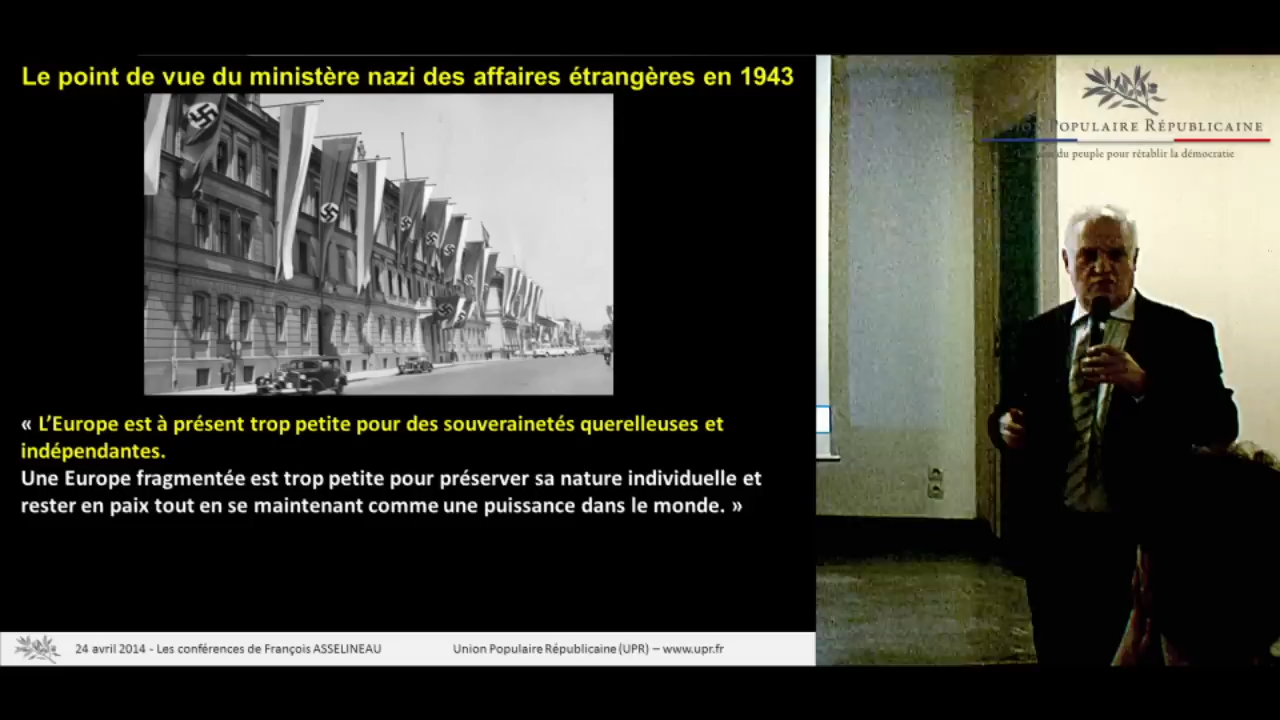 Le point de vue du ministère nazi des affaires étrangères en 1943
« L’Europe est à présent trop petite pour des souverainetés querelleuses et
indépendantes.
Une Europe fragmentée est trop petite pour préserver sa nature individuelle et
rester en paix tout en se maintenant comme une puissance dans le monde. »
24 avril 2014 - Les conférences de François ASSELINEAU
Union Populaire Républicaine (UPR) – www.upr.fr
POPULAIRE RÉPUBLICAINE
du peuple pour rétablir la démocratie